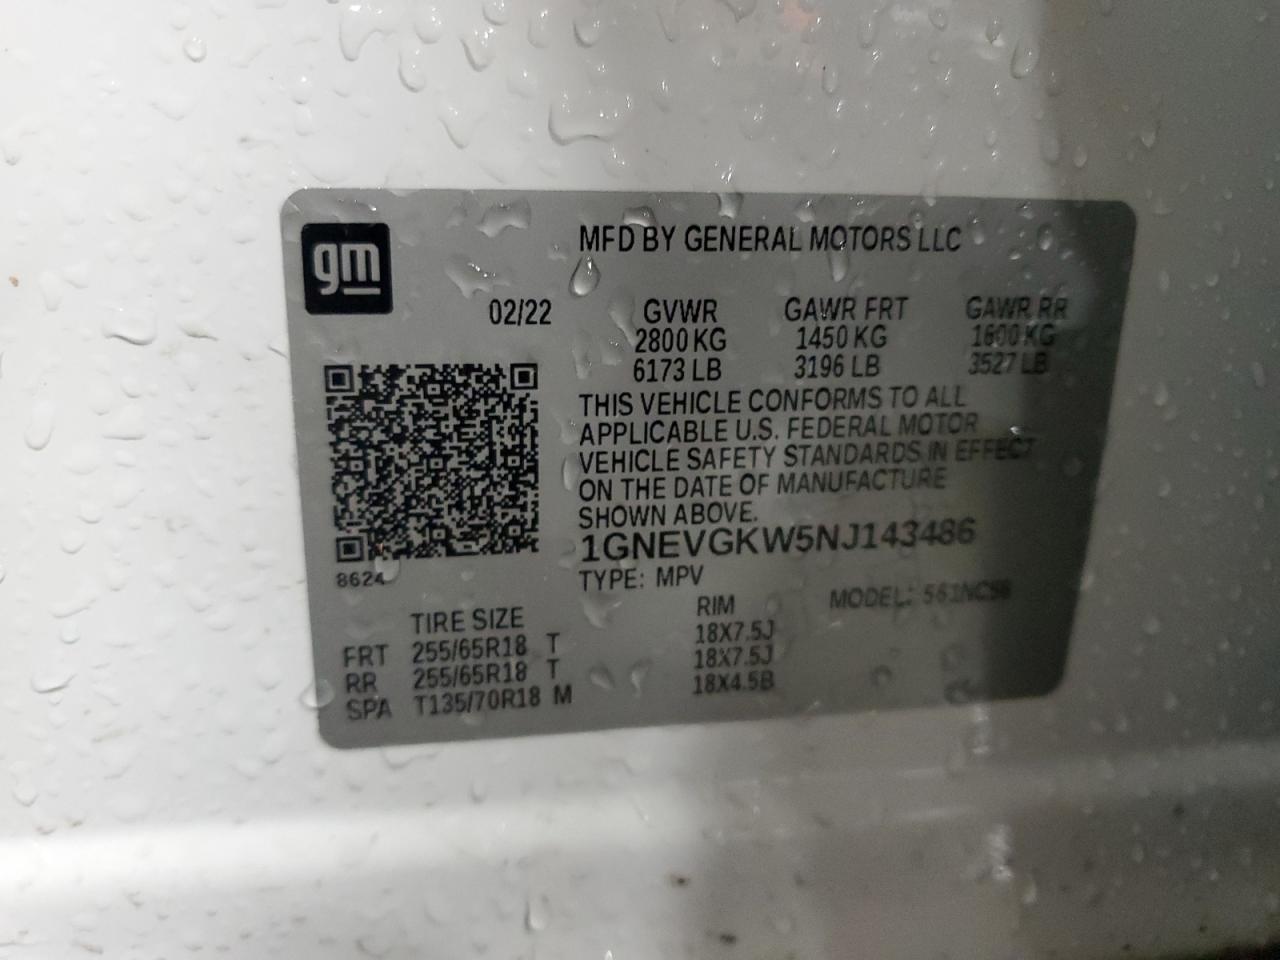 gm
MFD BY GENERAL MOTORS LLC
02/22 GVWR GAWR FRT GAWR RR
2800 KG 1450 KG 1600 KG
6173 LB 3196 LB 3527 LB
THIS VEHICLE CONFORMS TO ALL
APPLICABLE U.S. FEDERAL MOTOR
VEHICLE SAFETY STANDARDS IN EFFECT
ON THE DATE OF MANUFACTURE
SHOWN ABOVE.
1GNEVGKW5NJ143486
8624
TYPE: MPV MODEL:
TIRE SIZE RIM
FRT 255/65R18 T 18X7.5J
RR 255/65R18 T 18X7.5J
SPA T135/70R18 M 18X4.5B